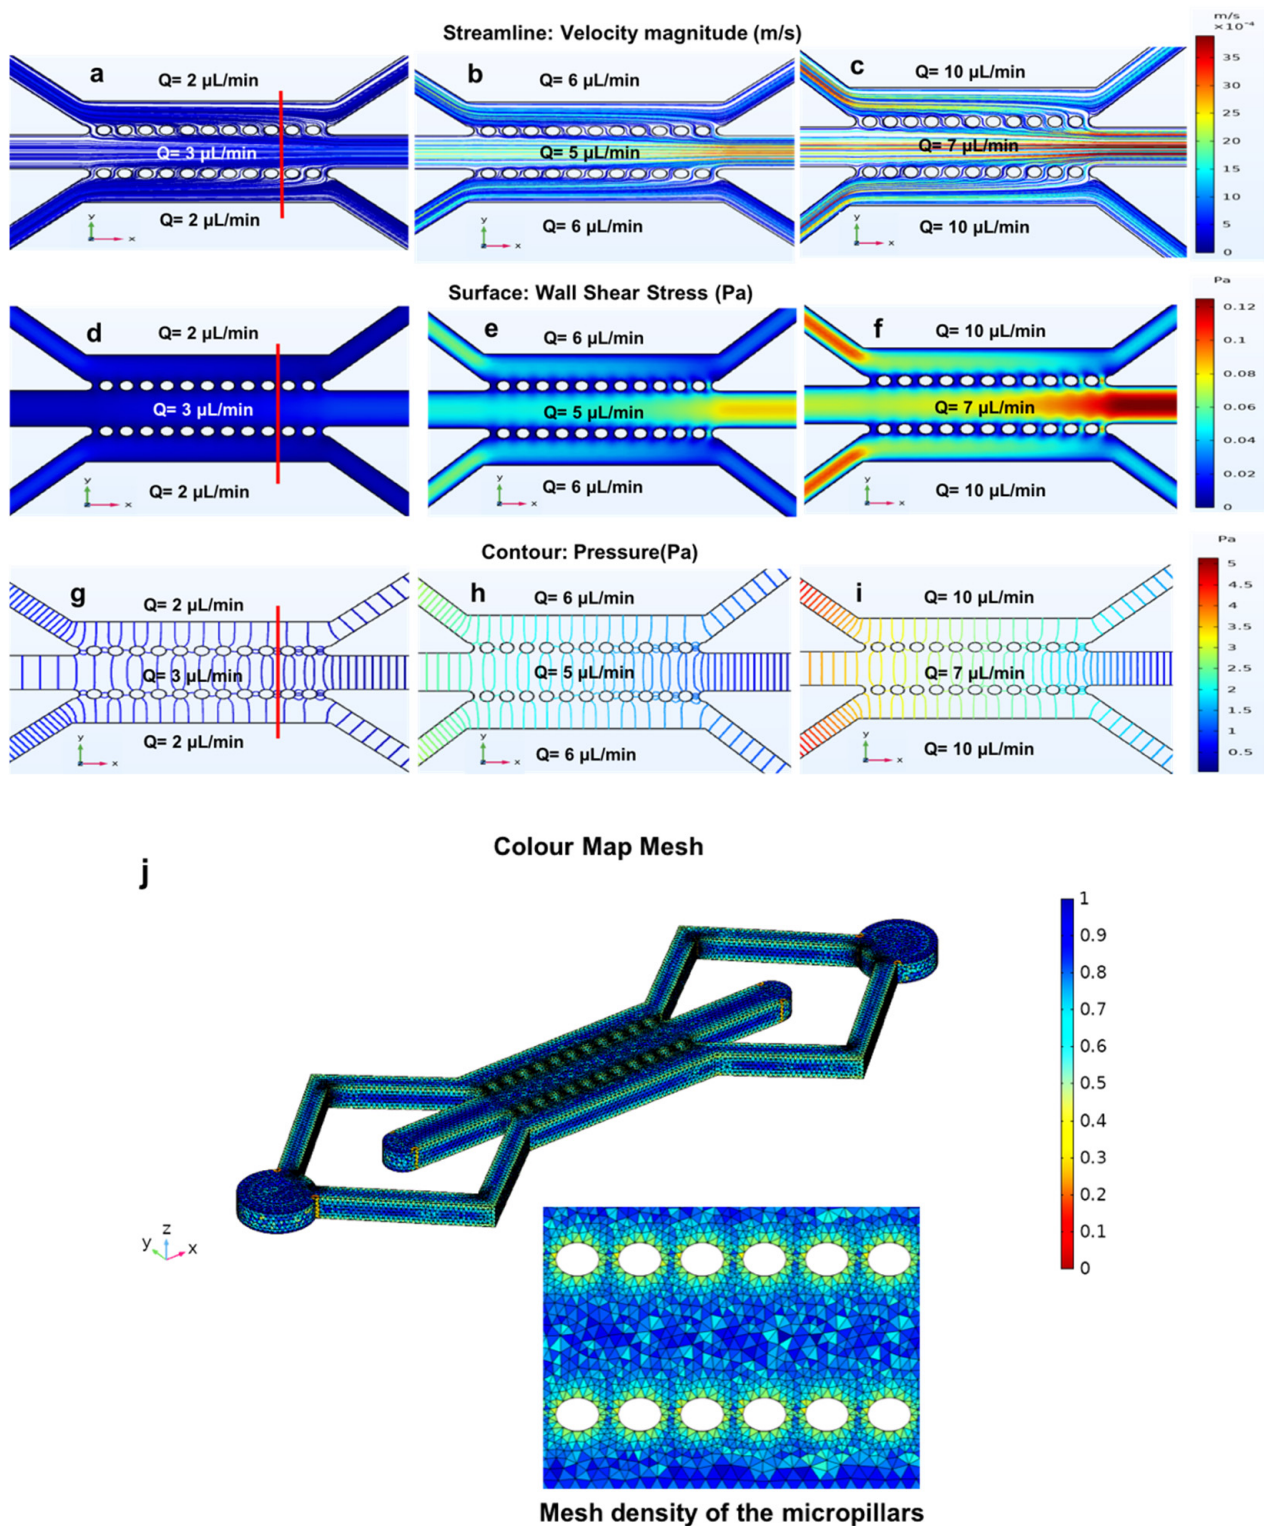 Streamline: Velocity magnitude (m/s)
m/s
×10⁻⁴
a
Q= 2 µL/min
b
Q= 6 µL/min
c
Q= 10 µL/min
35
30
25
20
15
10
5
0
Q= 3 µL/min
Q= 5 µL/min
Q= 7 µL/min
Q= 2 µL/min
Q= 6 µL/min
Q= 10 µL/min
y
x
y
x
y
x
Surface: Wall Shear Stress (Pa)
Pa
d
Q= 2 µL/min
e
Q= 6 µL/min
f
Q= 10 µL/min
0.12
0.1
0.08
0.06
0.04
0.02
0
Q= 3 µL/min
Q= 5 µL/min
Q= 7 µL/min
Q= 2 µL/min
Q= 6 µL/min
Q= 10 µL/min
y
x
y
x
y
x
Contour: Pressure(Pa)
Pa
g
Q= 2 µL/min
h
Q= 6 µL/min
i
Q= 10 µL/min
5
4.5
4
3.5
3
2.5
2
1.5
1
0.5
Q= 3 µL/min
Q= 5 µL/min
Q= 7 µL/min
Q= 2 µL/min
Q= 6 µL/min
Q= 10 µL/min
y
x
y
x
y
x
Colour Map Mesh
j
1
0.9
0.8
0.7
0.6
0.5
0.4
0.3
0.2
0.1
0
z
y
x
Mesh density of the micropillars